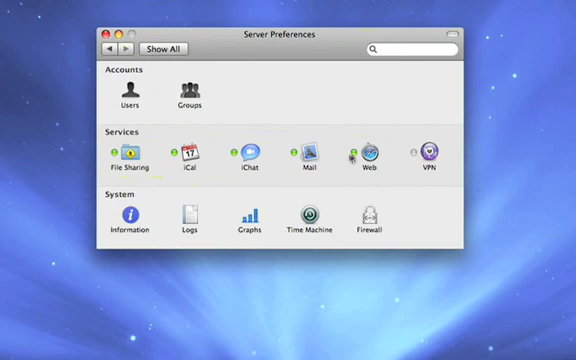 Server Preferences
Show All
Accounts
Users Groups
Services
17
File Sharing iCal iChat Mail Web VPN
System
Information Logs Graphs Time Machine Firewall